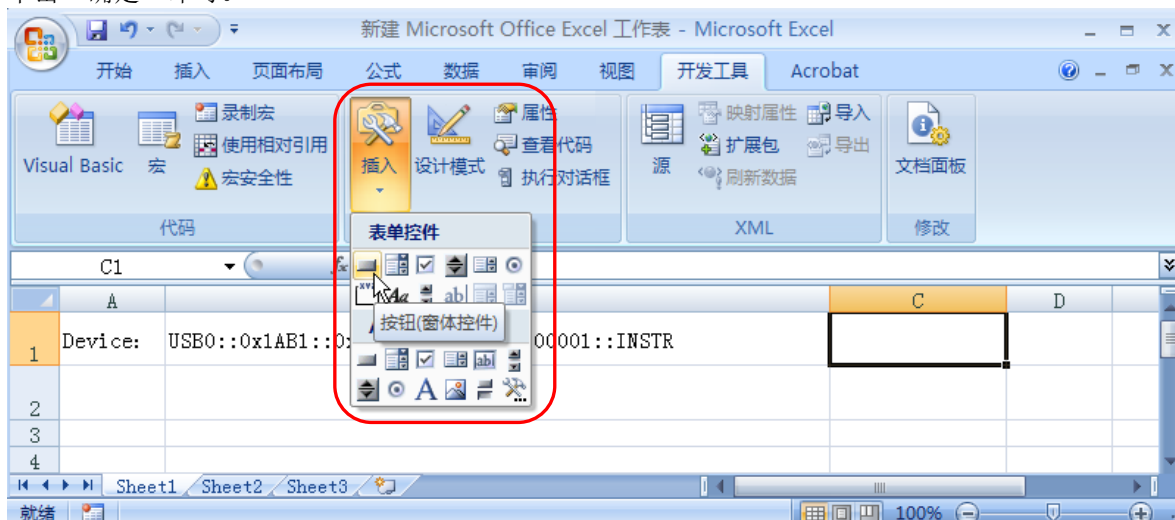 新建 Microsoft Office Excel 工作表 - Microsoft Excel
开始 插入 页面布局 公式 数据 审阅 视图 开发工具 Acrobat
Visual Basic 宏 录制宏 使用相对引用 宏安全性
插入 设计模式 属性 查看代码 执行对话框
源 映射属性 扩展包 刷新数据 导入 导出
文档面板
代码 XML 修改
表单控件
C1
Aa ab
按钮(窗体控件)
ab
A
A C D
1 Device: USB0::0x1AB1::0 00001::INSTR
2
3
4
Sheet1 Sheet2 Sheet3
就绪 100%